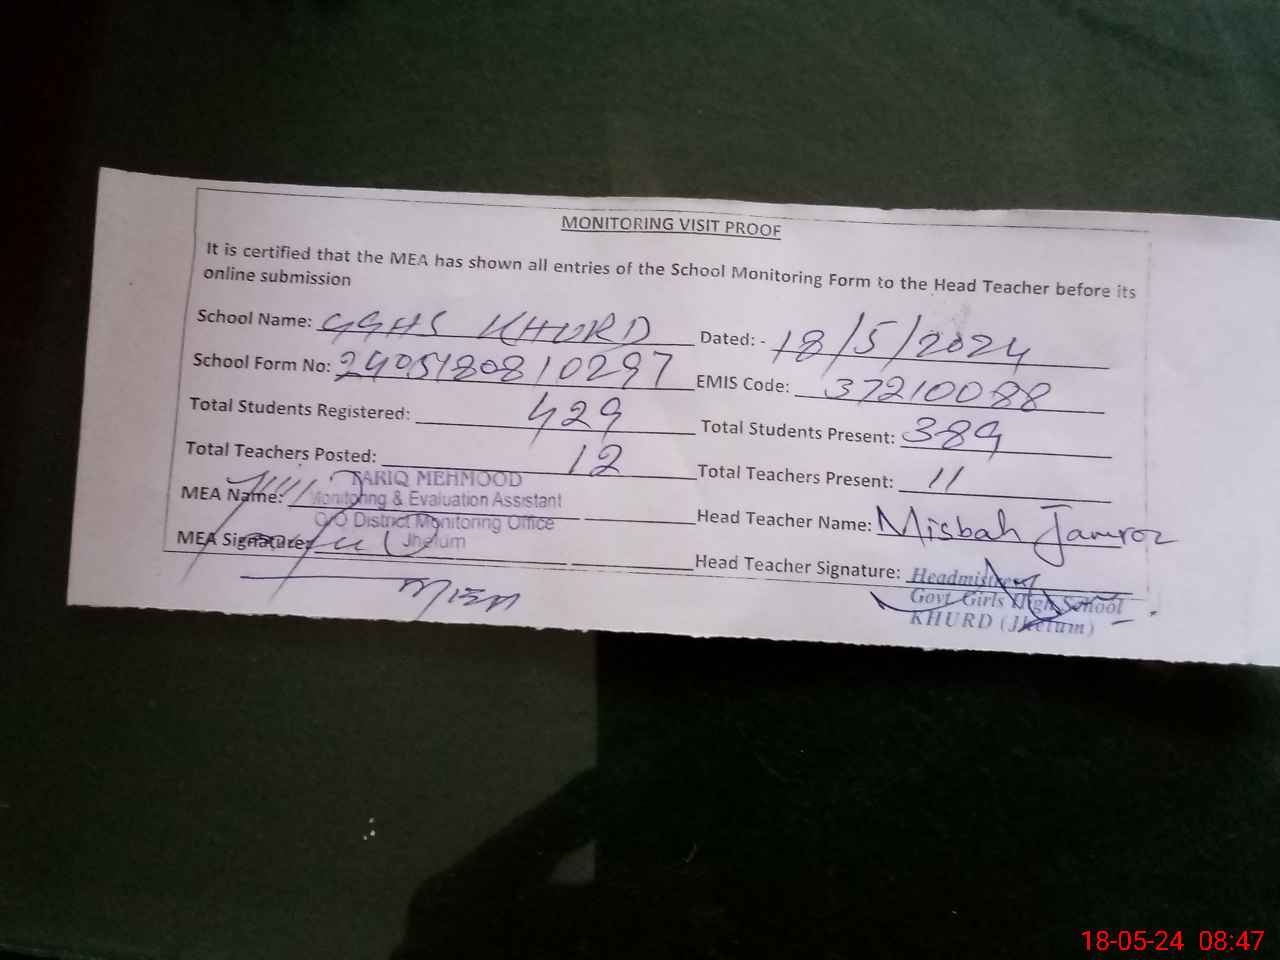 MONITORING VISIT PROOF
It is certified that the MEA has shown all entries of the School Monitoring Form to the Head Teacher before its
online submission
School Name: GGHS KHURD Dated: - 18/5/2024
School Form No: 2405180810297 EMIS Code: 37210088
Total Students Registered: 429 Total Students Present: 389
Total Teachers Posted: 12 Total Teachers Present: 11
MEA Name: TARIQ MEHMOOD
Monitoring & Evaluation Assistant
O/O District Monitoring Office
Jhelum
Head Teacher Name: Misbah Jamroz
MEA Signature:
Head Teacher Signature: Headmistress
Govt. Girls High School
KHURD (Jhelum)
18-05-24 08:47